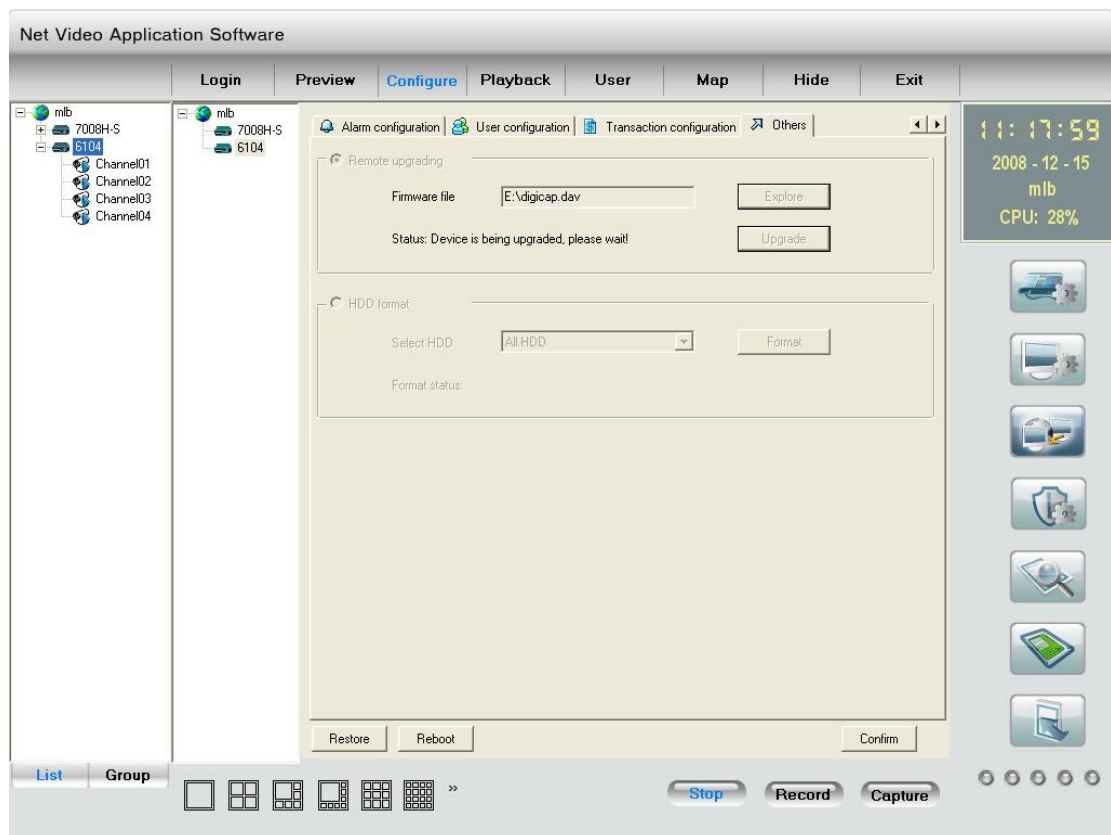 Net Video Application Software
Login Preview Configure Playback User Map Hide Exit
mlb
7008H-S
6104
Channel01
Channel02
Channel03
Channel04
mlb
7008H-S
6104
Alarm configuration User configuration Transaction configuration Others
Remote upgrading
Firmware file E:\digicap.dav Explore
Status: Device is being upgraded, please wait! Upgrade
HDD format
Select HDD All HDD Format
Format status:
Restore Reboot Confirm
11:17:59
2008 - 12 - 15
mlb
CPU: 28%
List Group
» Stop Record Capture